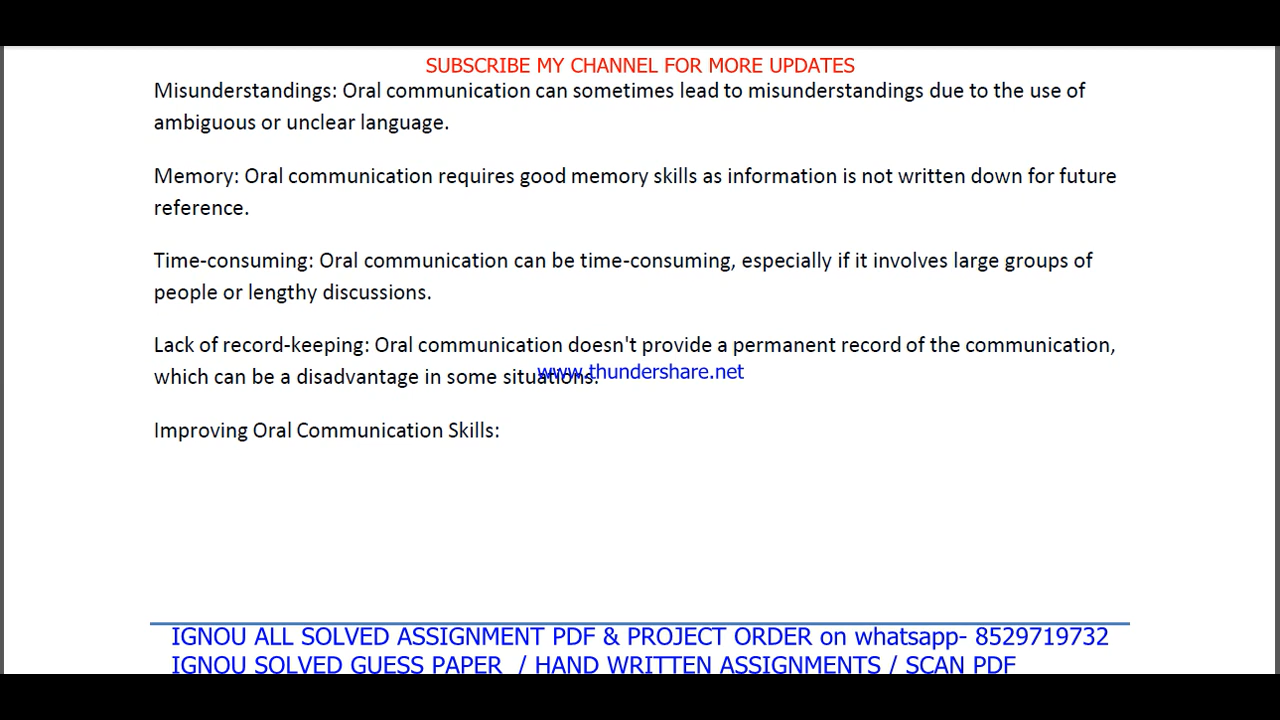 SUBSCRIBE MY CHANNEL FOR MORE UPDATES
Misunderstandings: Oral communication can sometimes lead to misunderstandings due to the use of
ambiguous or unclear language.
Memory: Oral communication requires good memory skills as information is not written down for future
reference.
Time-consuming: Oral communication can be time-consuming, especially if it involves large groups of
people or lengthy discussions.
Lack of record-keeping: Oral communication doesn't provide a permanent record of the communication,
which can be a disadvantage in some situations.
www.thundershare.net
Improving Oral Communication Skills:
IGNOU ALL SOLVED ASSIGNMENT PDF & PROJECT ORDER on whatsapp- 8529719732
IGNOU SOLVED GUESS PAPER / HAND WRITTEN ASSIGNMENTS / SCAN PDF